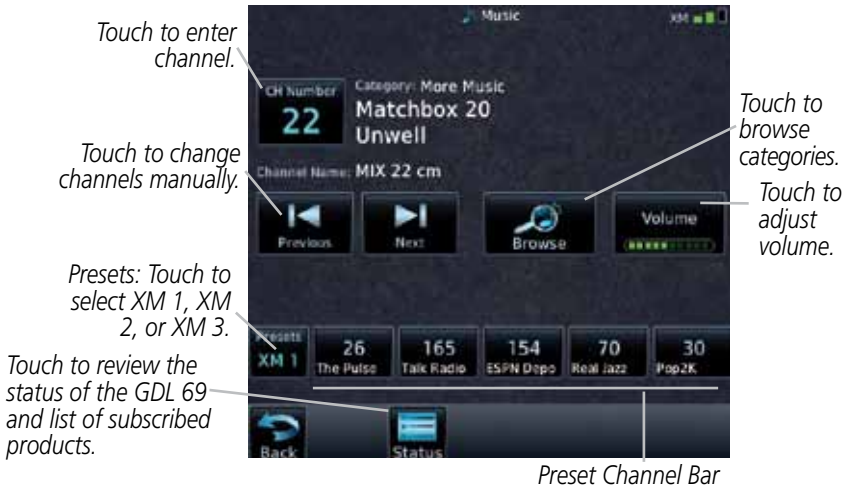 Touch to enter
channel.
Music
XM
CH Number
22
Category: More Music
Matchbox 20
Unwell
Touch to
browse
categories.
Touch to change
channels manually.
Channel Name: MIX 22 cm
Previous
Next
Browse
Volume
Touch to
adjust
volume.
Presets: Touch to
select XM 1, XM
2, or XM 3.
Presets
XM 1
26
The Pulse
165
Talk Radio
154
ESPN Depo
70
Real Jazz
30
Pop2K
Touch to review the
status of the GDL 69
and list of subscribed
products.
Back
Status
Preset Channel Bar